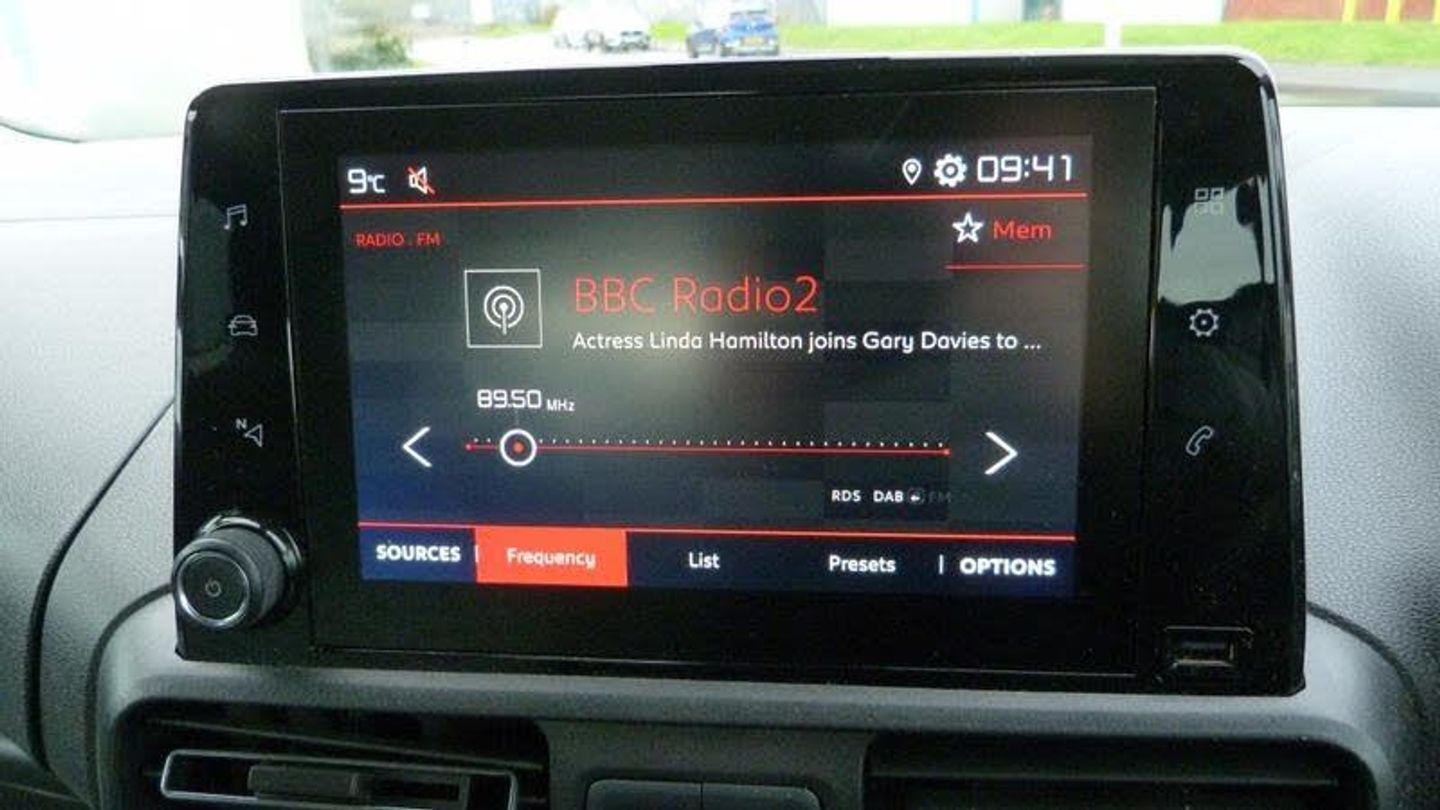 9°C 09:41
RADIO . FM
Mem
BBC Radio2
Actress Linda Hamilton joins Gary Davies to ...
89.50 MHz
N
RDS DAB FM
SOURCES | Frequency List Presets | OPTIONS